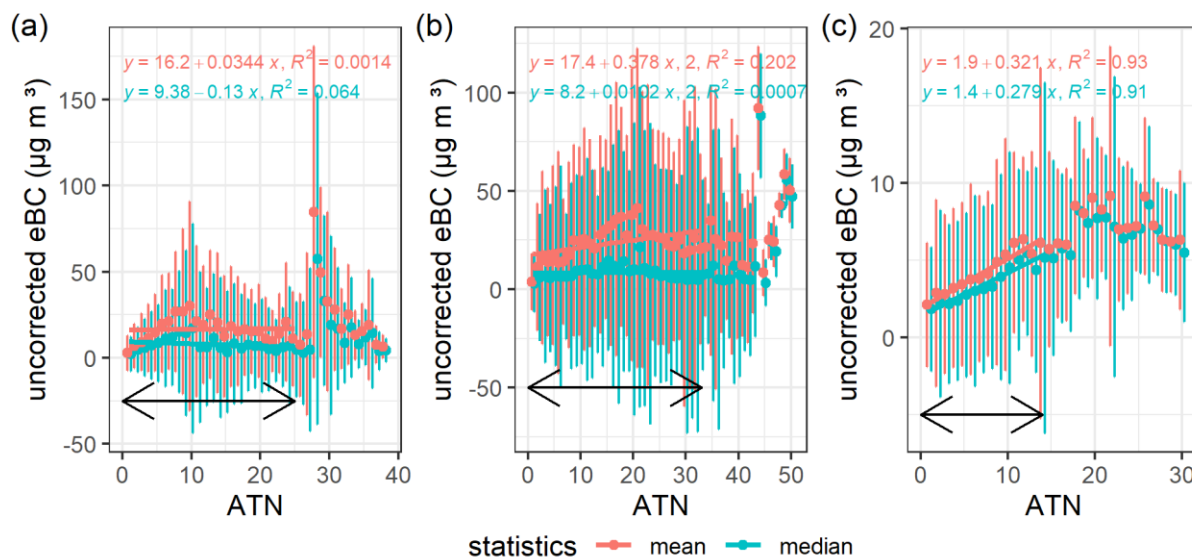 (a)
uncorrected eBC (µg m ³)
y = 16.2 + 0.0344 x, R² = 0.0014
y = 9.38 − 0.13 x, R² = 0.064
150
100
50
0
-50
0 10 20 30 40
ATN
(b)
uncorrected eBC (µg m ³)
y = 17.4 + 0.378 x, 2, R² = 0.202
y = 8.2 + 0.0102 x, 2, R² = 0.0007
100
50
0
-50
0 10 20 30 40 50
ATN
(c)
uncorrected eBC (µg m ³)
y = 1.9 + 0.321 x, R² = 0.93
y = 1.4 + 0.279 x, R² = 0.91
20
10
0
0 10 20 30
ATN
statistics mean median